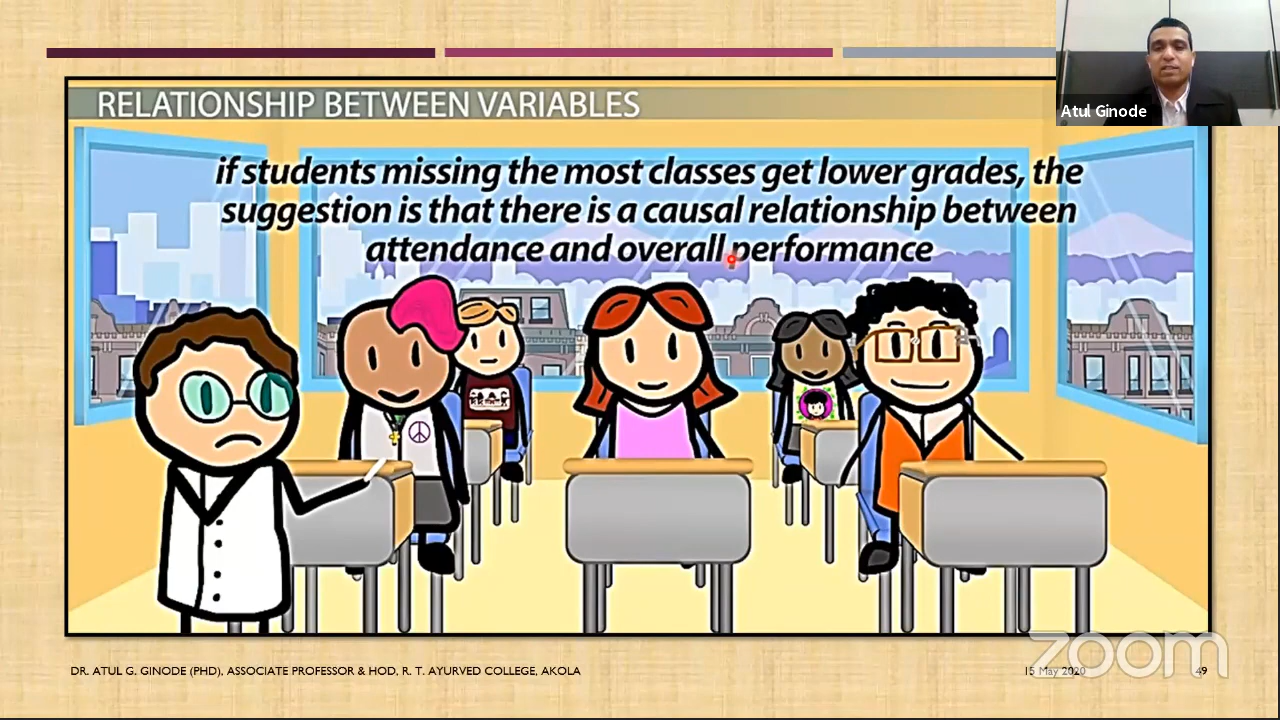 RELATIONSHIP BETWEEN VARIABLES
Atul Ginode
if students missing the most classes get lower grades, the
suggestion is that there is a causal relationship between
attendance and overall performance
DR. ATUL G. GINODE (PHD), ASSOCIATE PROFESSOR & HOD, R. T. AYURVED COLLEGE, AKOLA
15 May 2020
49
zoom